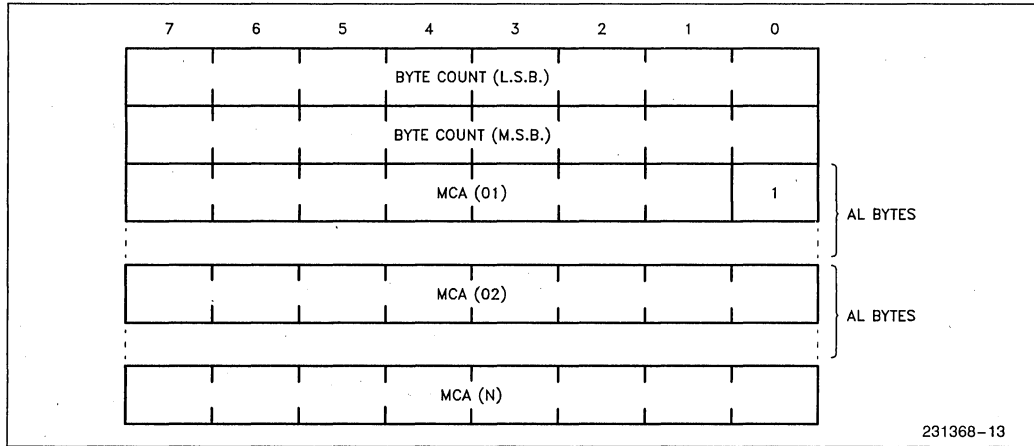 7 6 5 4 3 2 1 0
BYTE COUNT (L.S.B.)
BYTE COUNT (M.S.B.)
MCA (01) 1
AL BYTES
MCA (02)
AL BYTES
MCA (N)
231368-13